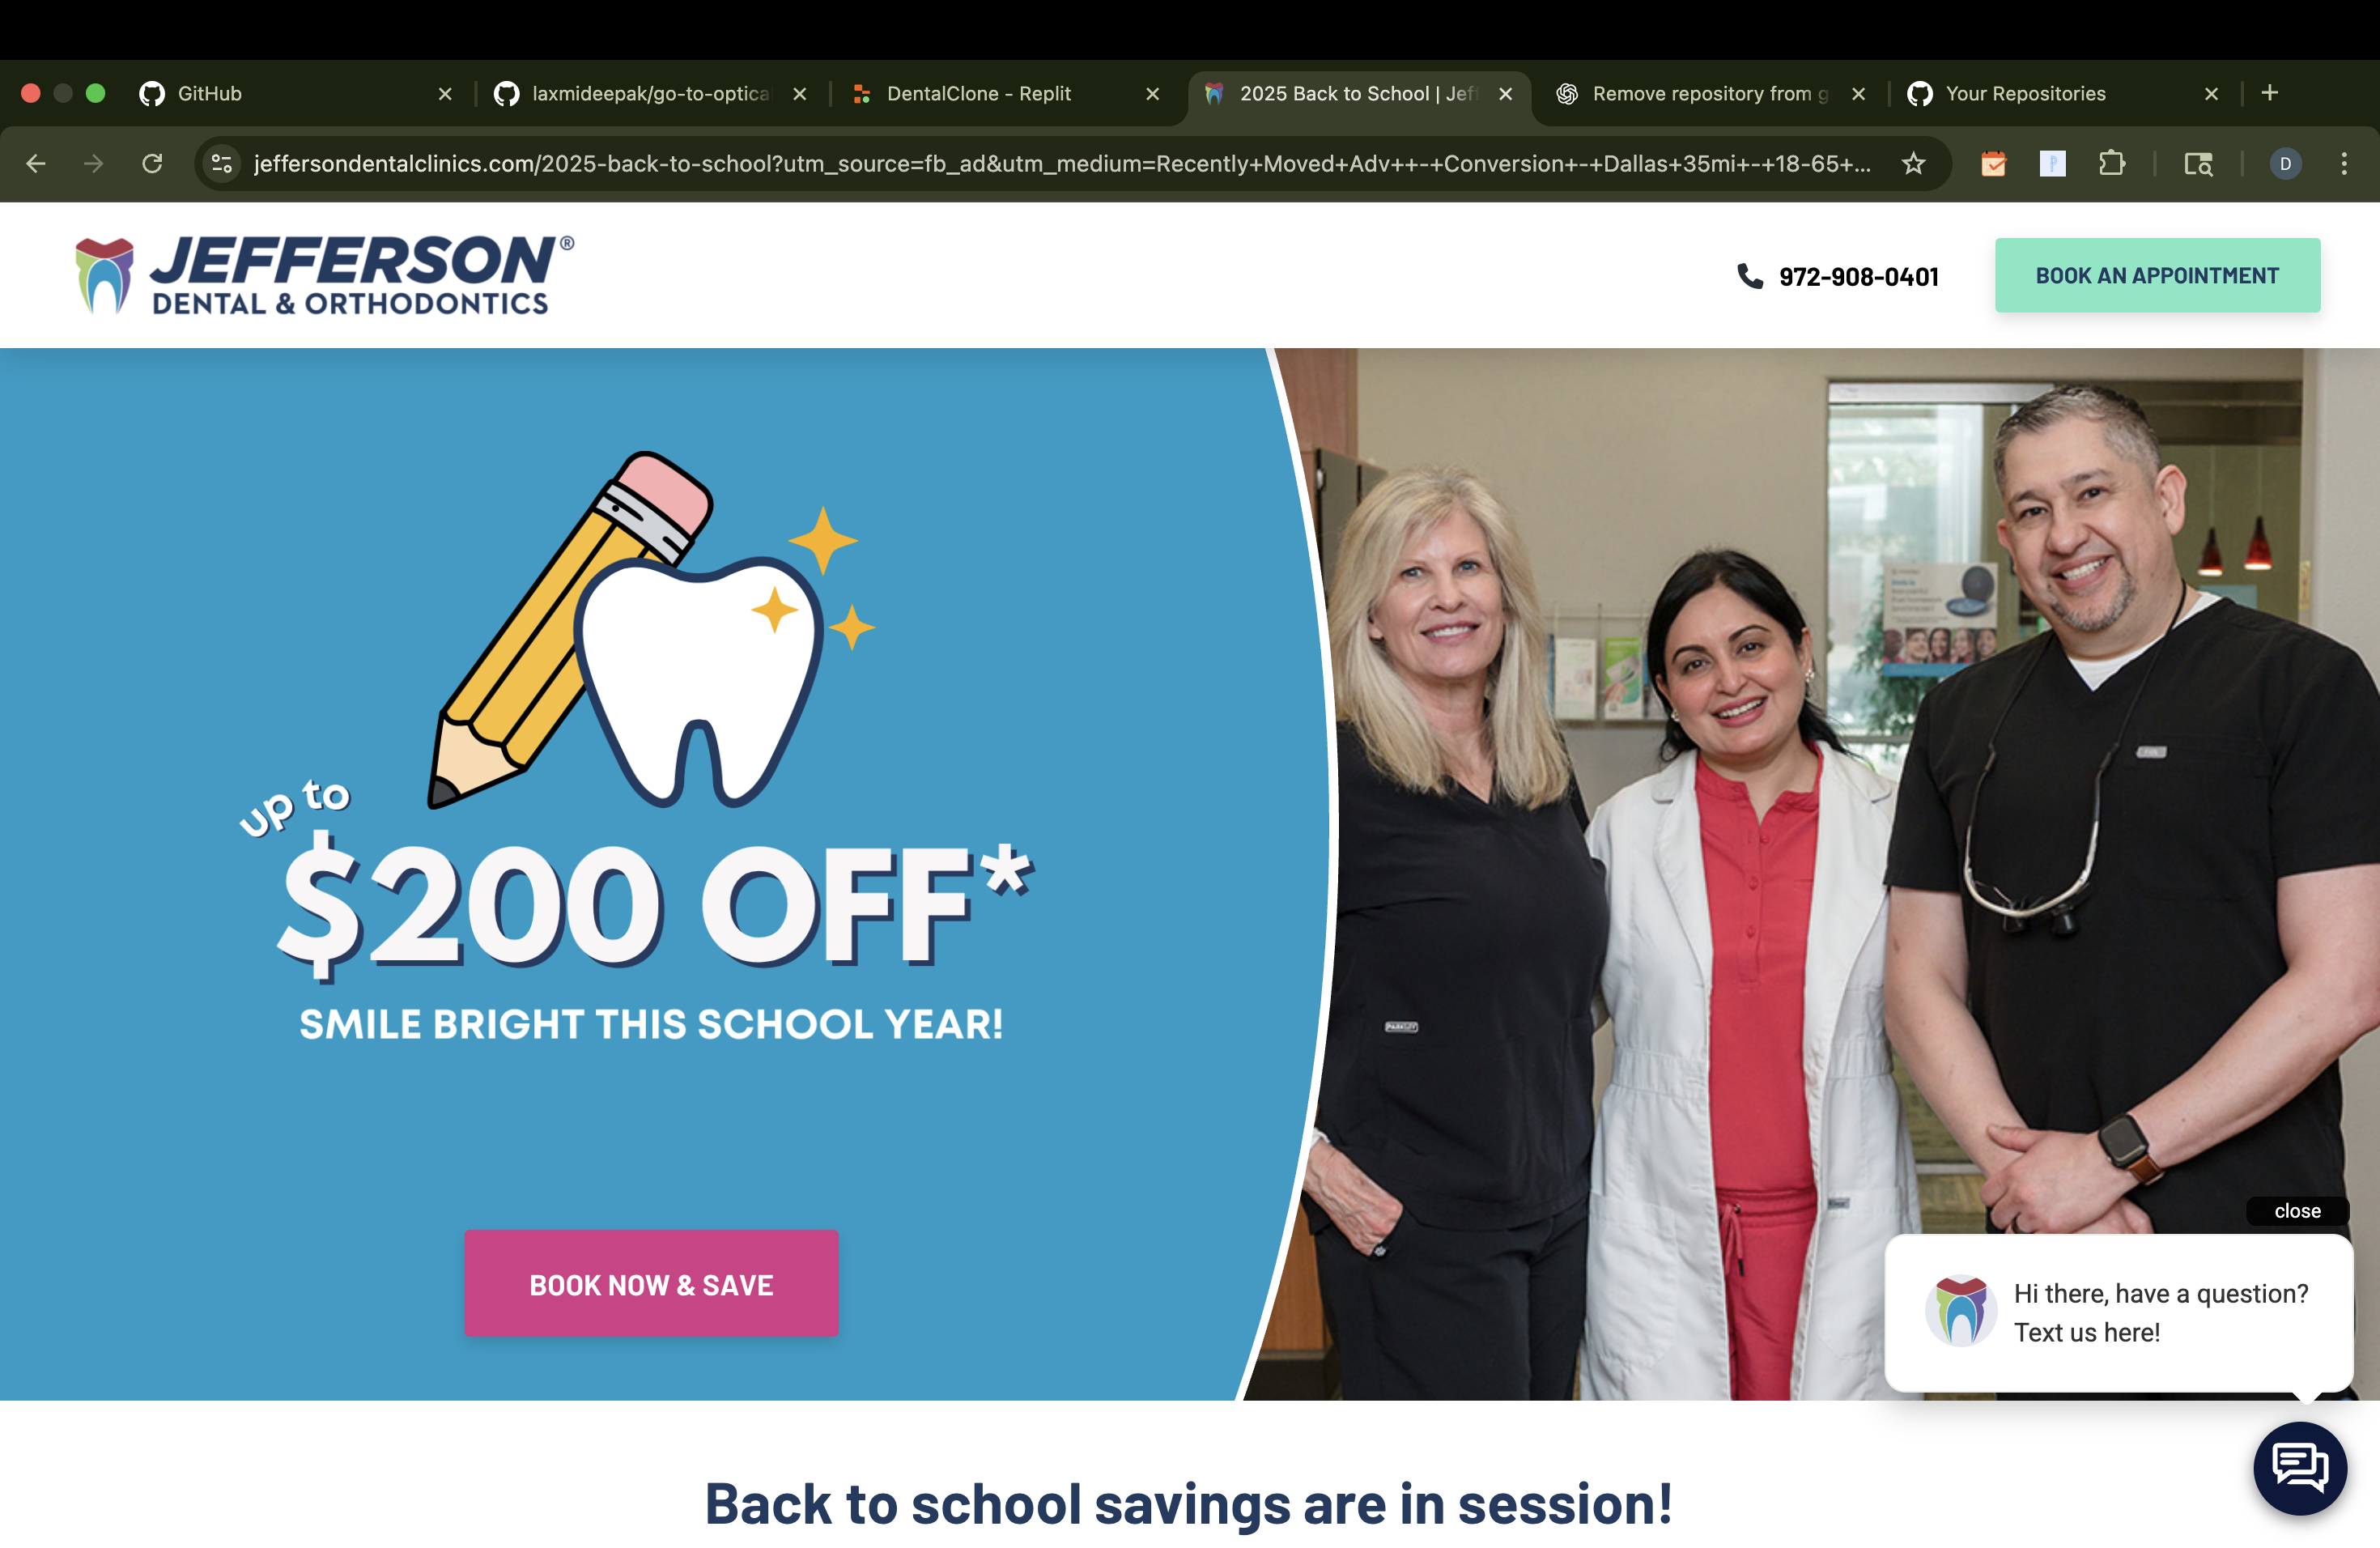 GitHub
laxmideepak/go-to-optica
DentalClone - Replit
2025 Back to School | Jef
Remove repository from g
Your Repositories
jeffersondentalclinics.com/2025-back-to-school?utm_source=fb_ad&utm_medium=Recently+Moved+Adv++-+Conversion+-+Dallas+35mi+-+18-65+...
D
JEFFERSON®
DENTAL & ORTHODONTICS
972-908-0401
BOOK AN APPOINTMENT
up to
$200 OFF*
SMILE BRIGHT THIS SCHOOL YEAR!
BOOK NOW & SAVE
close
Hi there, have a question?
Text us here!
Back to school savings are in session!